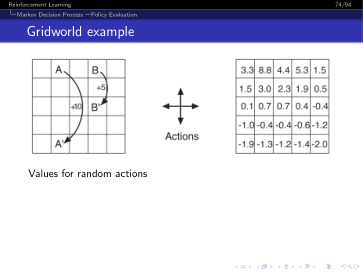 Reinforcement Learning 74/94
Markov Decision Process —Policy Evaluation
Gridworld example
A B
+5
+10 B'
A'
Actions
3.3 8.8 4.4 5.3 1.5
1.5 3.0 2.3 1.9 0.5
0.1 0.7 0.7 0.4 -0.4
-1.0 -0.4 -0.4 -0.6 -1.2
-1.9 -1.3 -1.2 -1.4 -2.0
Values for random actions